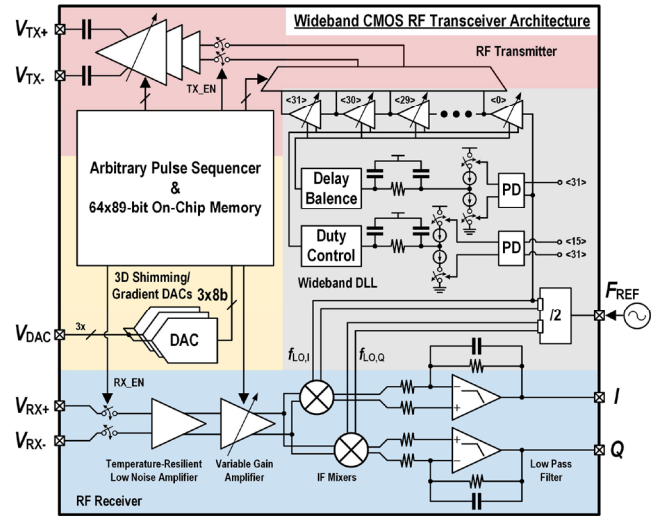 Wideband CMOS RF Transceiver Architecture
VTX+
VTX-
RF Transmitter
TX_EN
<31>
<30>
<29>
<0>
Arbitrary Pulse Sequencer
&
64x89-bit On-Chip Memory
Delay
Balence
PD
<31>
Duty
Control
PD
<15>
<31>
Wideband DLL
3D Shimming/
Gradient DACs
3x8b
VDAC
3x
DAC
fLO,I
fLO,Q
/2
FREF
RX_EN
VRX+
VRX-
-
+
I
+
-
Q
Temperature-Resilient
Low Noise Amplifier
Variable Gain
Amplifier
IF Mixers
Low Pass
Filter
RF Receiver